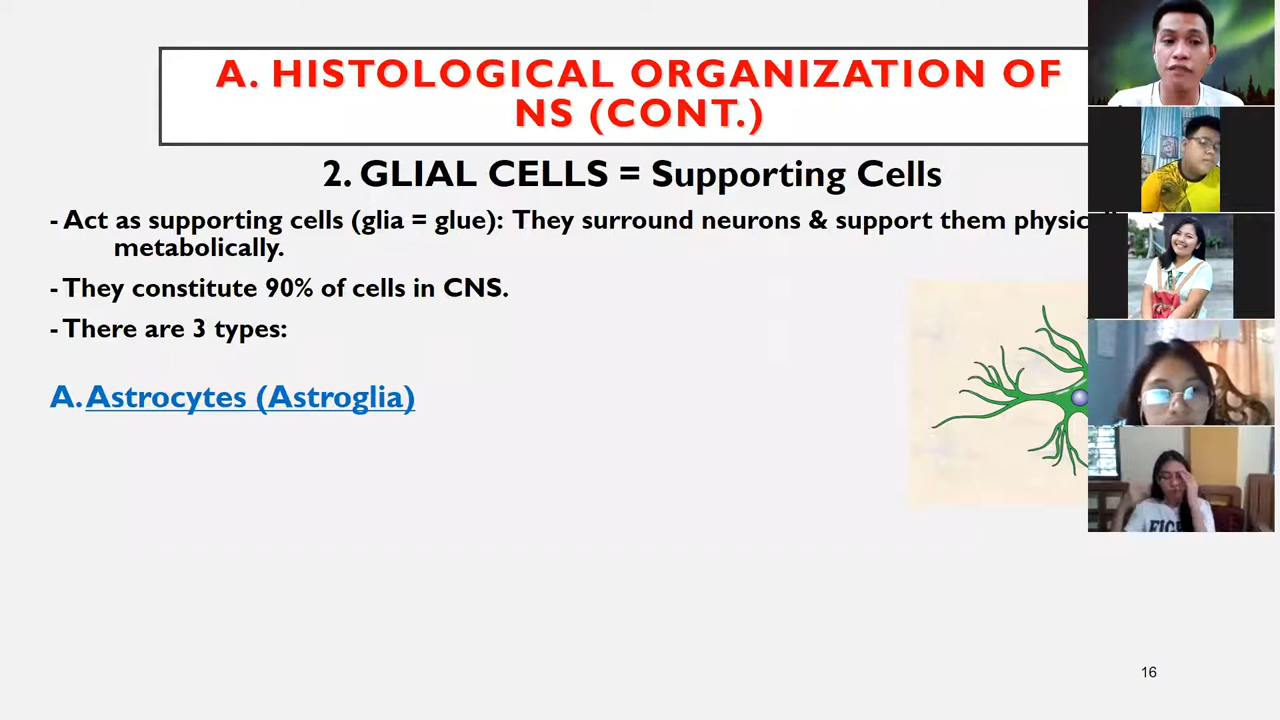 A. HISTOLOGICAL ORGANIZATION OF
NS (CONT.)
2. GLIAL CELLS = Supporting Cells
- Act as supporting cells (glia = glue): They surround neurons & support them
metabolically.
- They constitute 90% of cells in CNS.
- There are 3 types:
A. Astrocytes (Astroglia)
16